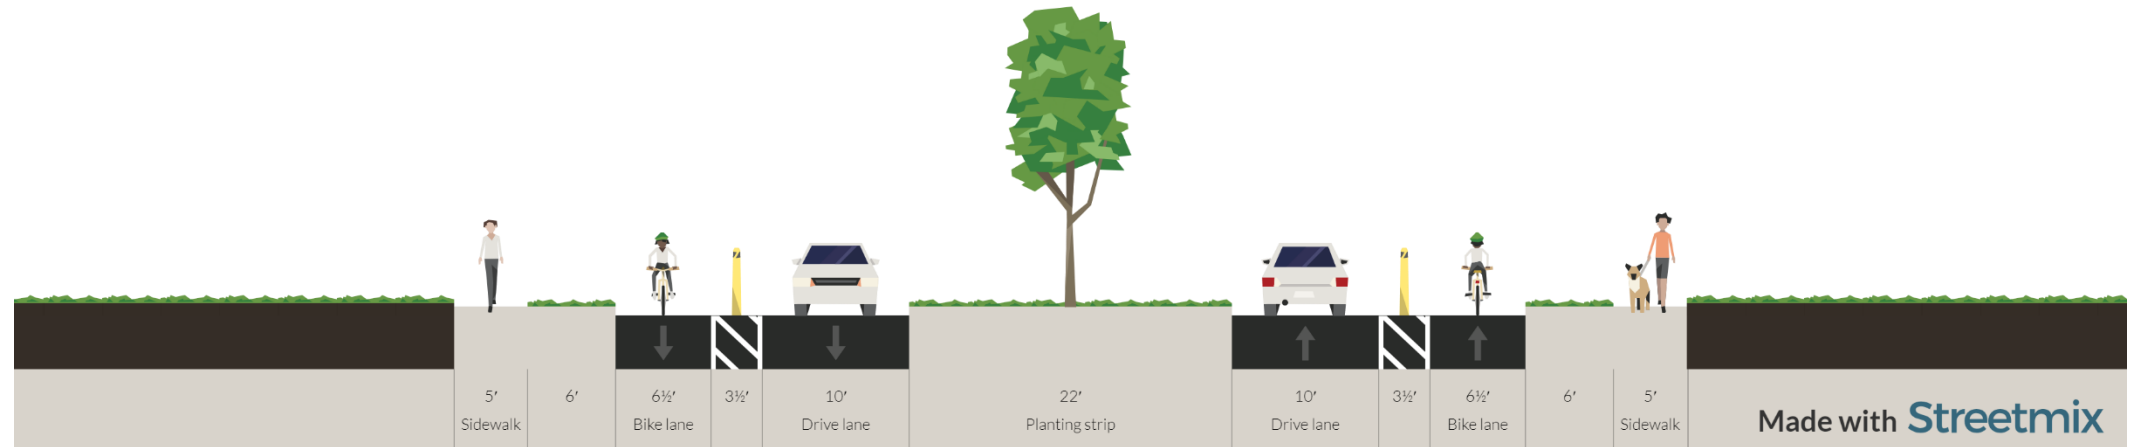 5′ 6′ 6½′ 3½′ 10′ 22′ 10′ 3½′ 6½′ 6′ 5′
Sidewalk Bike lane Drive lane Planting strip Drive lane Bike lane Sidewalk
Made with Streetmix